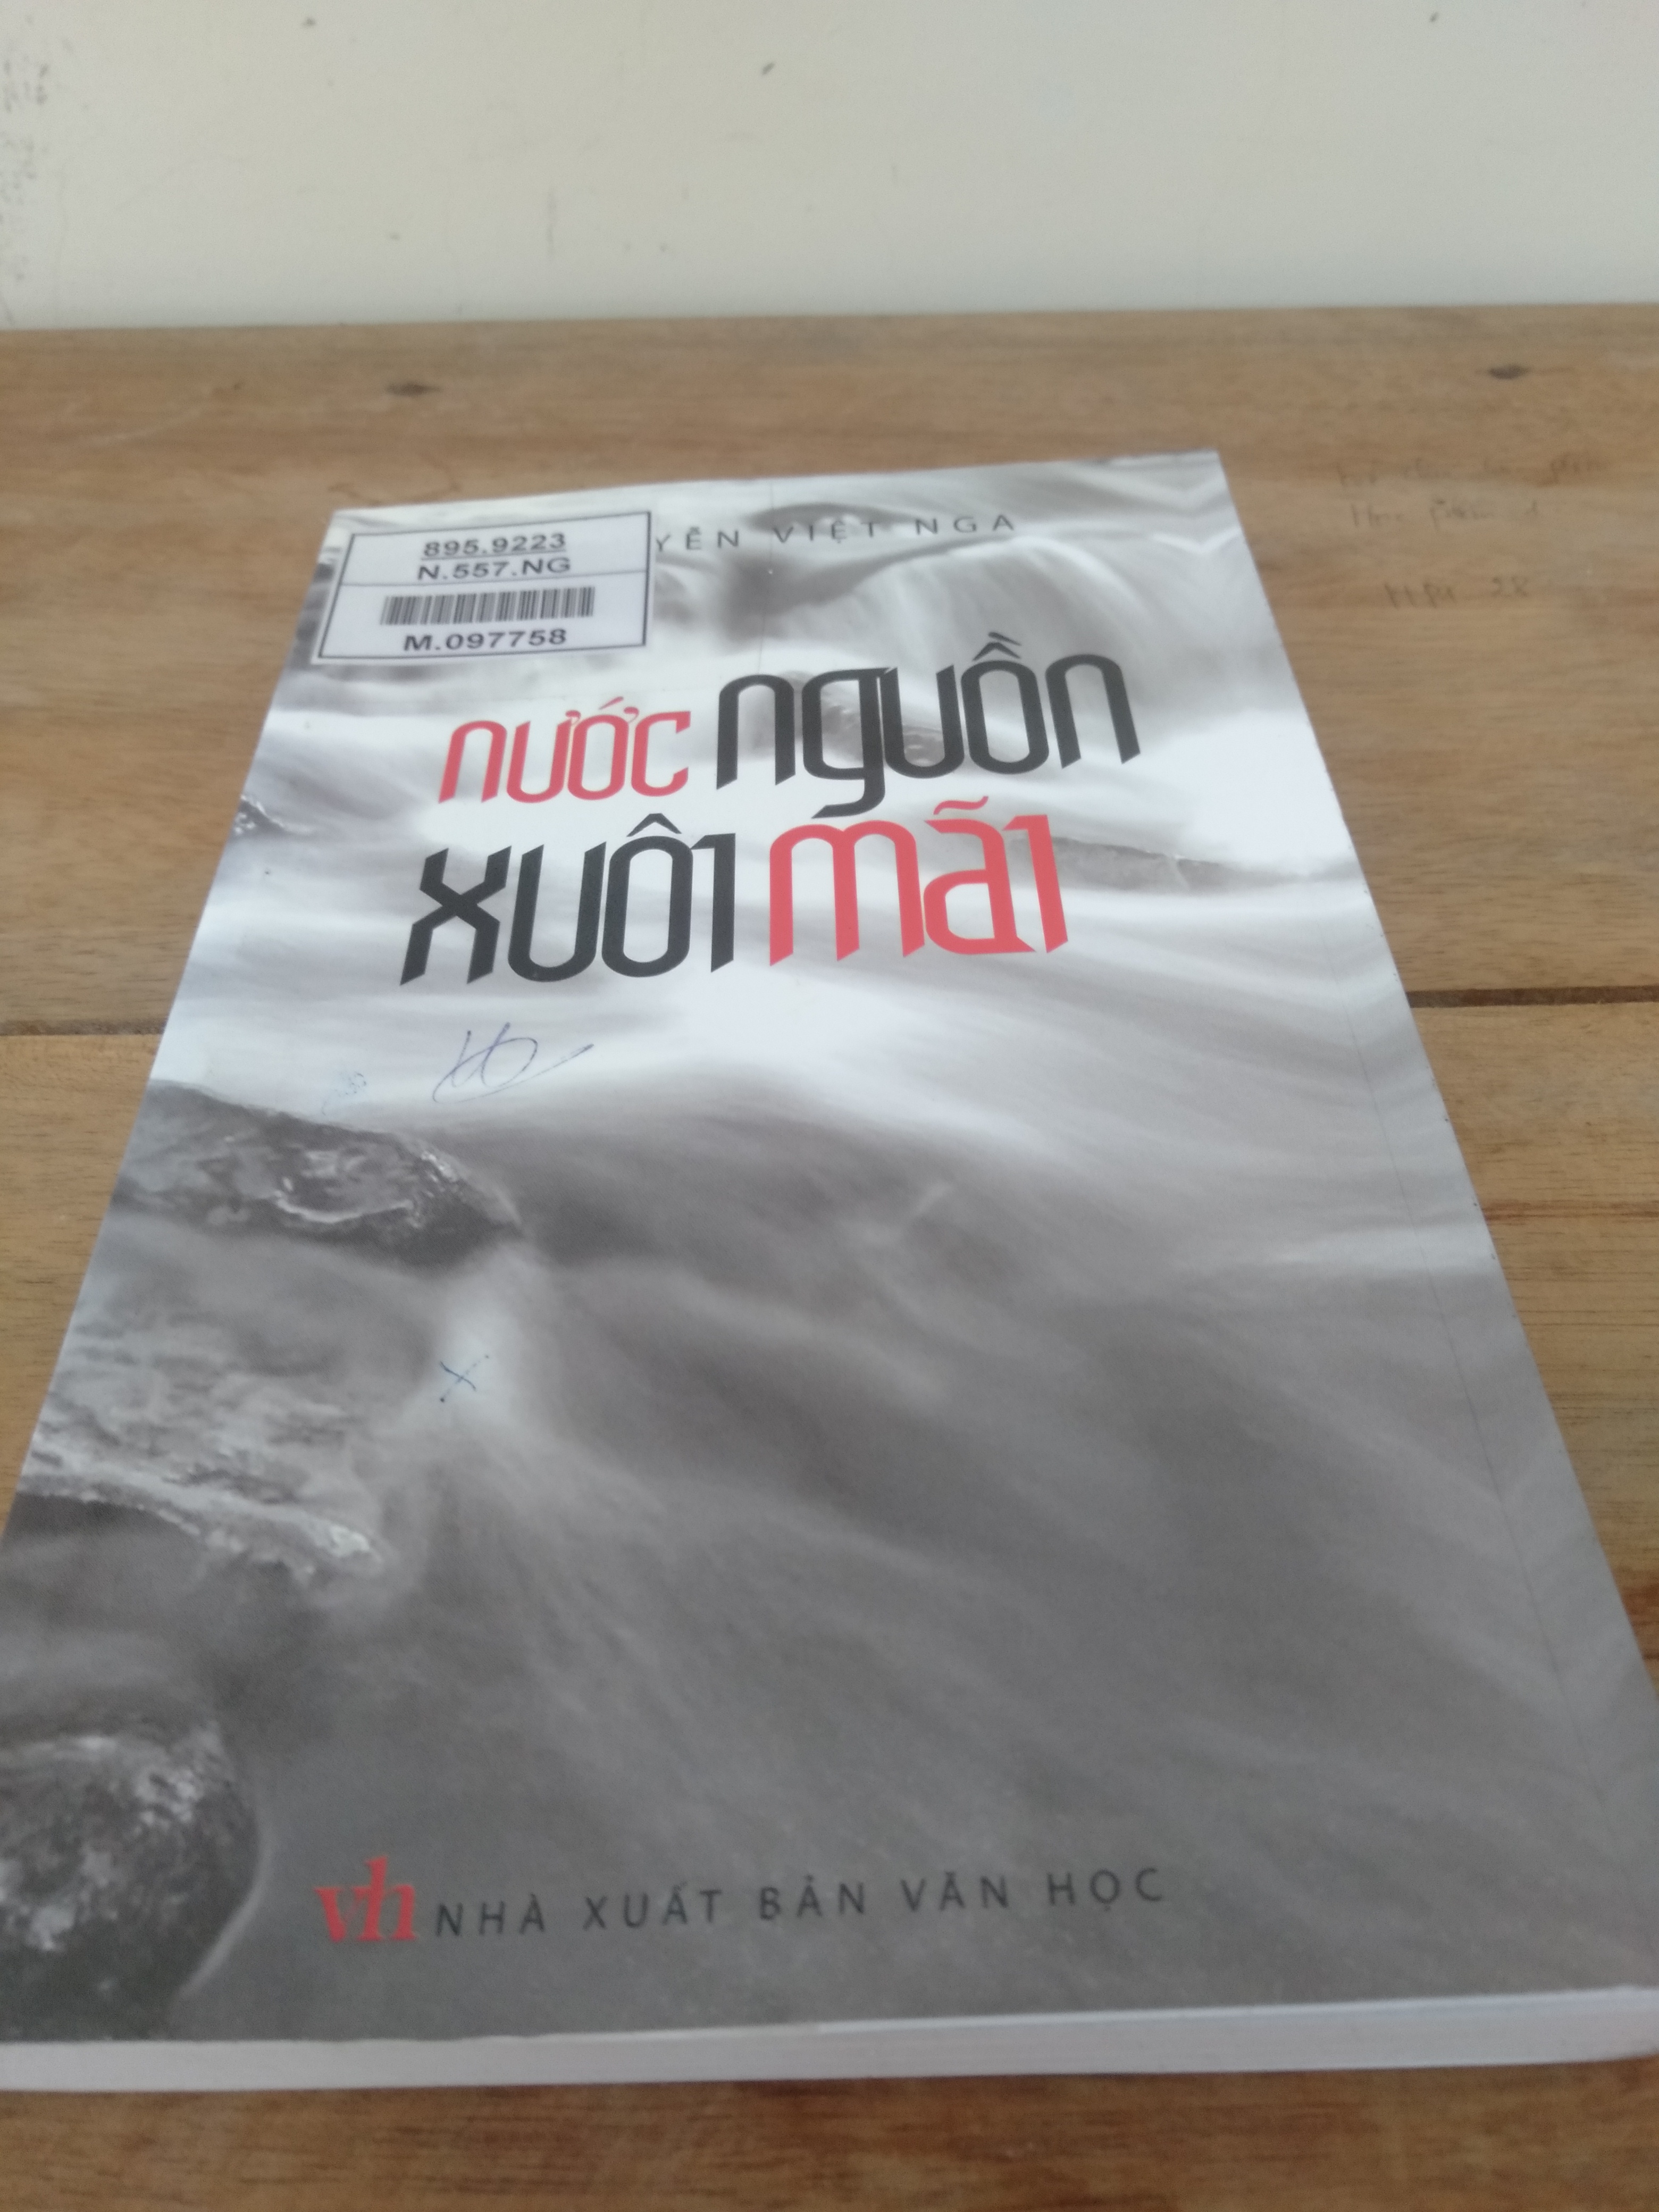 895.9223
N.557.NG
M.097758
YỄN VIỆT NGA
nước nguồn
xuôi mãi
vh NHÀ XUẤT BẢN VĂN HỌC